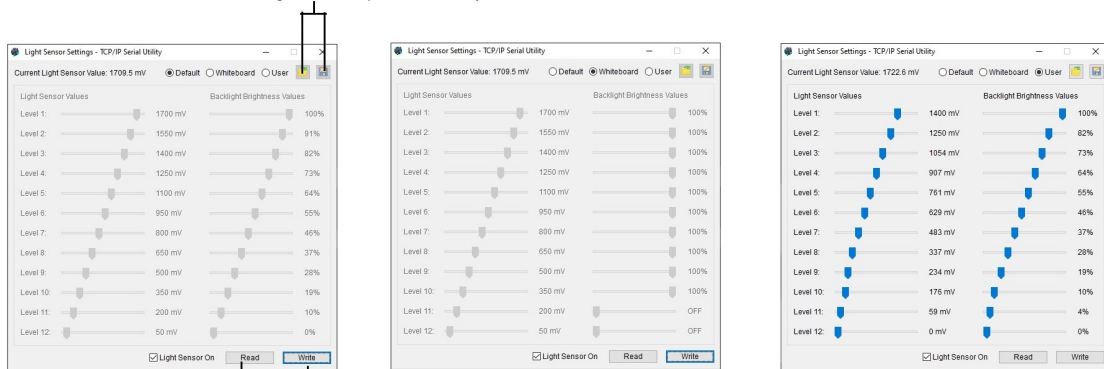 Light Sensor Settings - TCP/IP Serial Utility
Current Light Sensor Value: 1709.5 mV Default Whiteboard User
Light Sensor Values Backlight Brightness Values
Level 1: 1700 mV 100%
Level 2: 1550 mV 91%
Level 3: 1400 mV 82%
Level 4: 1250 mV 73%
Level 5: 1100 mV 64%
Level 6: 950 mV 55%
Level 7: 800 mV 46%
Level 8: 650 mV 37%
Level 9: 500 mV 28%
Level 10: 350 mV 19%
Level 11: 200 mV 10%
Level 12: 50 mV 0%
Light Sensor On Read Write
Light Sensor Settings - TCP/IP Serial Utility
Current Light Sensor Value: 1709.5 mV Default Whiteboard User
Light Sensor Values Backlight Brightness Values
Level 1: 1700 mV 100%
Level 2: 1550 mV 100%
Level 3: 1400 mV 100%
Level 4: 1250 mV 100%
Level 5: 1100 mV 100%
Level 6: 950 mV 100%
Level 7: 800 mV 100%
Level 8: 650 mV 100%
Level 9: 500 mV 100%
Level 10: 350 mV 100%
Level 11: 200 mV OFF
Level 12: 50 mV OFF
Light Sensor On Read Write
Light Sensor Settings - TCP/IP Serial Utility
Current Light Sensor Value: 1722.6 mV Default Whiteboard User
Light Sensor Values Backlight Brightness Values
Level 1: 1400 mV 100%
Level 2: 1250 mV 82%
Level 3: 1054 mV 73%
Level 4: 907 mV 64%
Level 5: 761 mV 55%
Level 6: 629 mV 46%
Level 7: 483 mV 37%
Level 8: 337 mV 28%
Level 9: 234 mV 19%
Level 10: 176 mV 10%
Level 11: 59 mV 4%
Level 12: 0 mV 0%
Light Sensor On Read Write